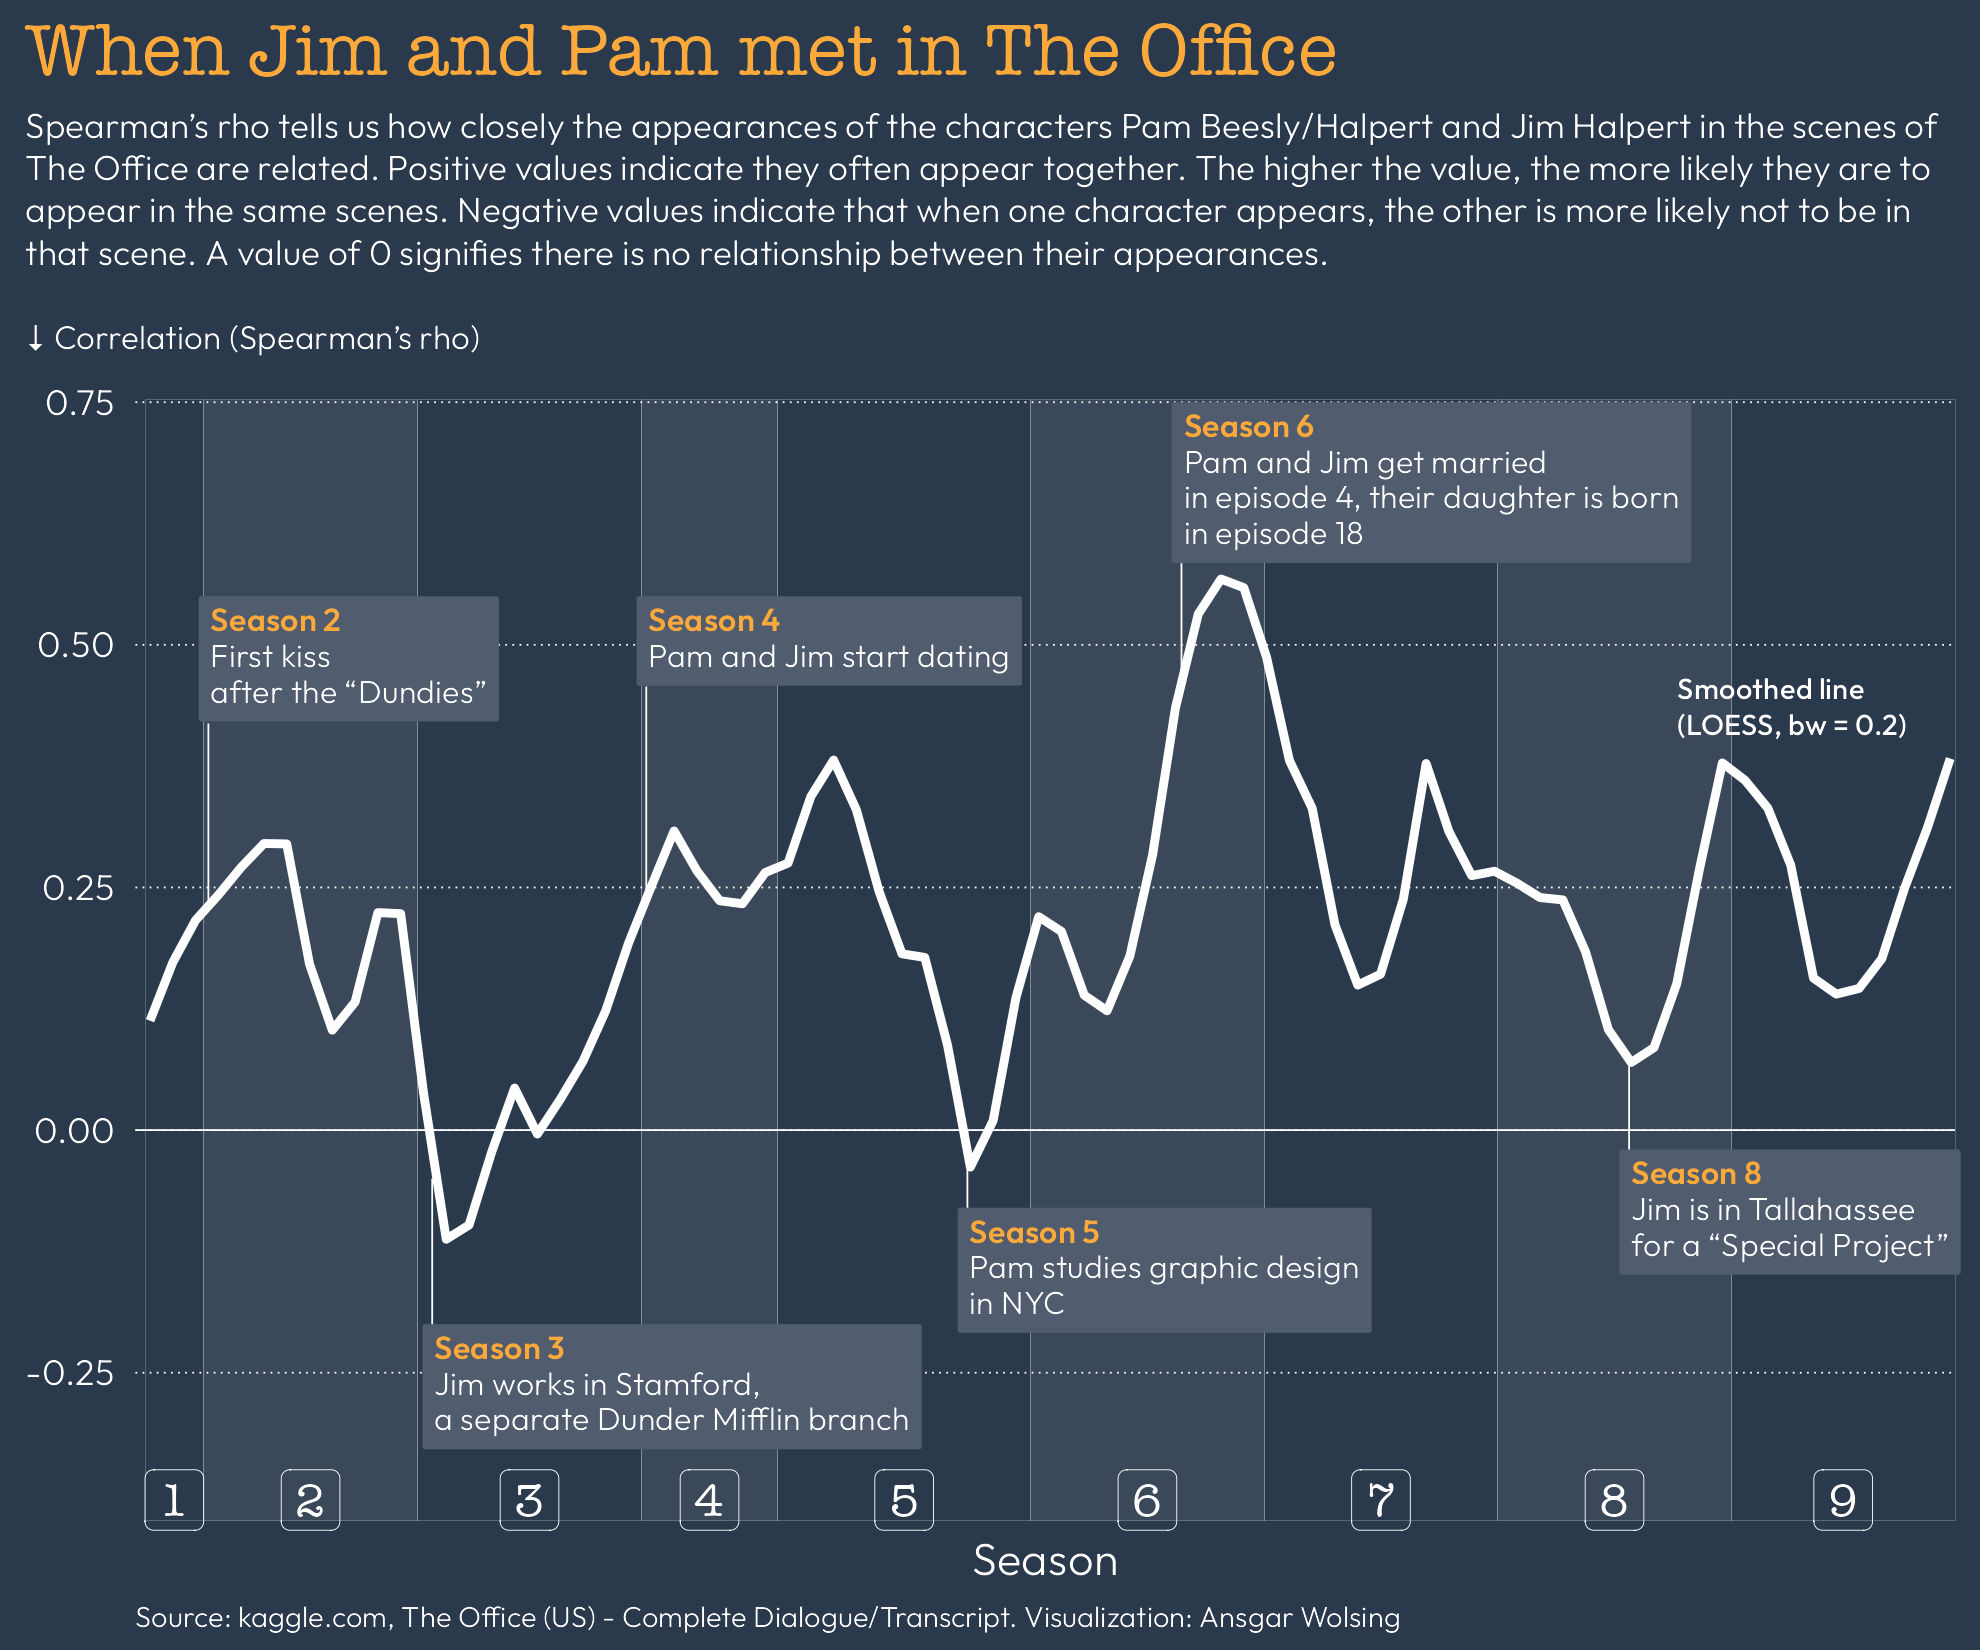 When Jim and Pam met in The Office
Spearman’s rho tells us how closely the appearances of the characters Pam Beesly/Halpert and Jim Halpert in the scenes of
The Office are related. Positive values indicate they often appear together. The higher the value, the more likely they are to
appear in the same scenes. Negative values indicate that when one character appears, the other is more likely not to be in
that scene. A value of 0 signifies there is no relationship between their appearances.
↓ Correlation (Spearman’s rho)
0.75
0.50
0.25
0.00
-0.25
Season 2
First kiss
after the “Dundies”
Season 4
Pam and Jim start dating
Season 6
Pam and Jim get married
in episode 4, their daughter is born
in episode 18
Smoothed line
(LOESS, bw = 0.2)
Season 3
Jim works in Stamford,
a separate Dunder Mifflin branch
Season 5
Pam studies graphic design
in NYC
Season 8
Jim is in Tallahassee
for a “Special Project”
1 2 3 4 5 6 7 8 9
Season
Source: kaggle.com, The Office (US) - Complete Dialogue/Transcript. Visualization: Ansgar Wolsing